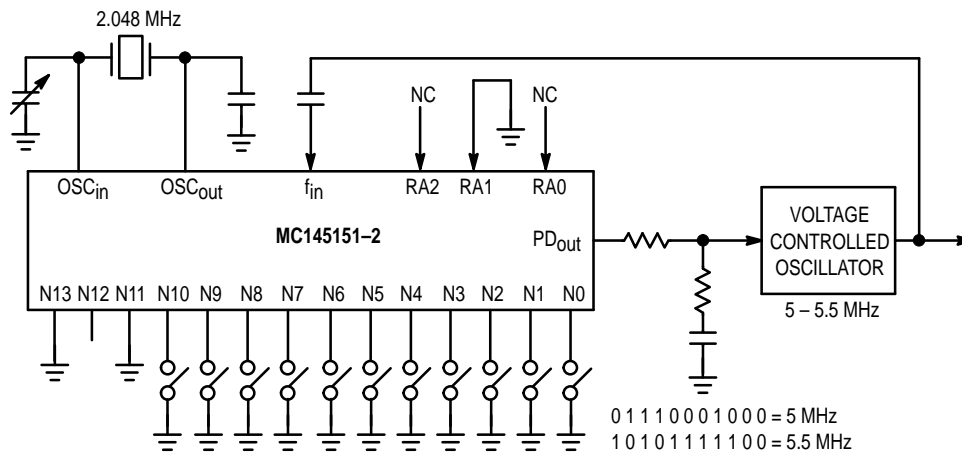 2.048 MHz
NC NC
OSCin OSCout fin RA2 RA1 RA0
MC145151–2
PDout
VOLTAGE
CONTROLLED
OSCILLATOR
5 – 5.5 MHz
N13 N12 N11 N10 N9 N8 N7 N6 N5 N4 N3 N2 N1 N0
0 1 1 1 0 0 0 1 0 0 0 = 5 MHz
1 0 1 0 1 1 1 1 1 0 0 = 5.5 MHz